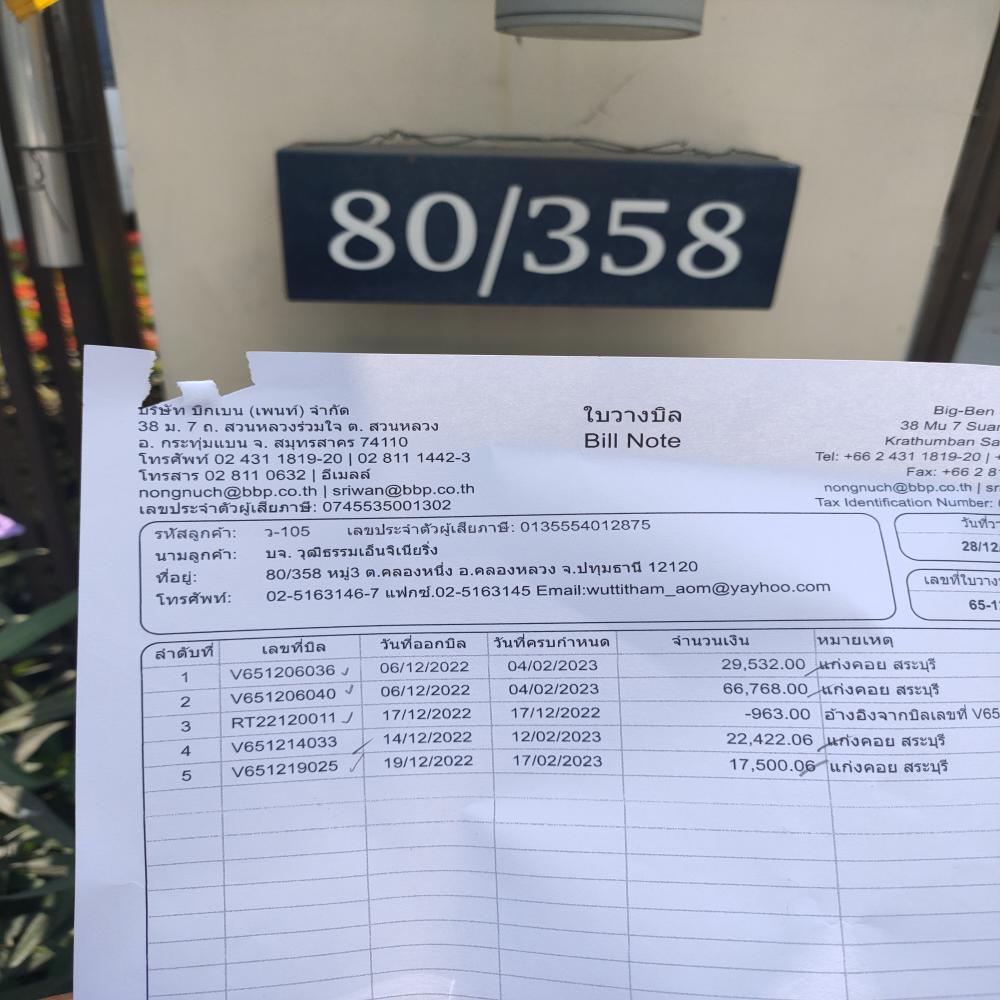 80/358
บริษัท บิกเบน (เพนท์) จำกัด
38 ม. 7 ถ. สวนหลวงร่วมใจ ต. สวนหลวง
อ. กระทุ่มแบน จ. สมุทรสาคร 74110
โทรศัพท์ 02 431 1819-20 | 02 811 1442-3
โทรสาร 02 811 0632 | อีเมลล์
nongnuch@bbp.co.th | sriwan@bbp.co.th
เลขประจำตัวผู้เสียภาษี: 0745535001302
ใบวางบิล
Bill Note
Big-Ben
38 Mu 7 Suan
Krathumban Sa
Tel: +66 2 431 1819-20 | +
Fax: +66 2 8
nongnuch@bbp.co.th | sr
Tax Identification Number:
รหัสลูกค้า: ว-105 เลขประจำตัวผู้เสียภาษี: 0135554012875
นามลูกค้า: บจ. วุฒิธรรมเอ็นจิเนียริ่ง
ที่อยู่: 80/358 หมู่3 ต.คลองหนึ่ง อ.คลองหลวง จ.ปทุมธานี 12120
โทรศัพท์: 02-5163146-7 แฟกซ์.02-5163145 Email:wuttitham_aom@yayhoo.com
วันที่วา
28/12
เลขที่ใบวาง
65-1
ลำดับที่ เลขที่บิล วันที่ออกบิล วันที่ครบกำหนด จำนวนเงิน หมายเหตุ
1 V651206036 06/12/2022 04/02/2023 29,532.00 แก่งคอย สระบุรี
2 V651206040 06/12/2022 04/02/2023 66,768.00 แก่งคอย สระบุรี
3 RT22120011 17/12/2022 17/12/2022 -963.00 อ้างอิงจากบิลเลขที่ V65
4 V651214033 14/12/2022 12/02/2023 22,422.06 แก่งคอย สระบุรี
5 V651219025 19/12/2022 17/02/2023 17,500.06 แก่งคอย สระบุรี